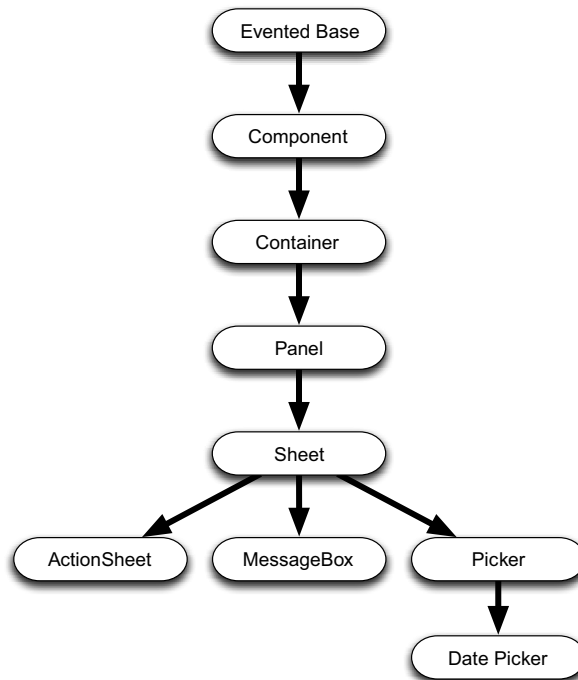 Evented Base
Component
Container
Panel
Sheet
ActionSheet
MessageBox
Picker
Date Picker